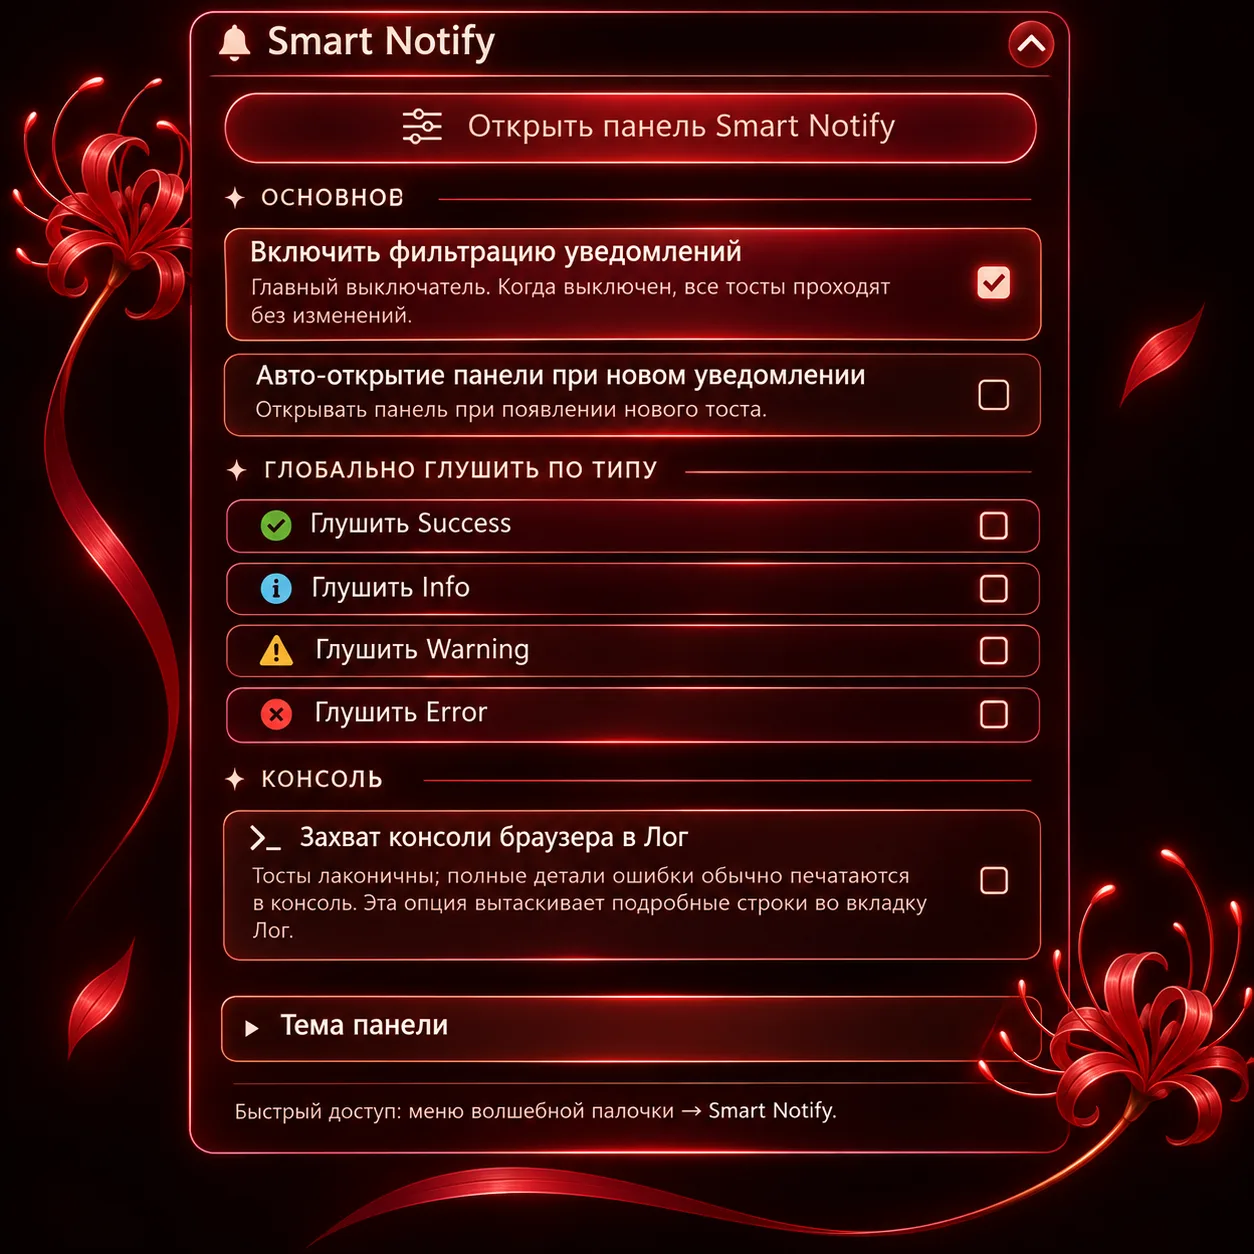 Smart Notify
Открыть панель Smart Notify
ОСНОВНОЕ
Включить фильтрацию уведомлений
Главный выключатель. Когда выключен, все тосты проходят
без изменений.
Авто-открытие панели при новом уведомлении
Открывать панель при появлении нового тоста.
ГЛОБАЛЬНО ГЛУШИТЬ ПО ТИПУ
Глушить Success
Глушить Info
Глушить Warning
Глушить Error
КОНСОЛЬ
Захват консоли браузера в Лог
Тосты лаконичны; полные детали ошибки обычно печатаются
в консоль. Эта опция вытаскивает подробные строки во вкладку
Лог.
Тема панели
Быстрый доступ: меню волшебной палочки → Smart Notify.